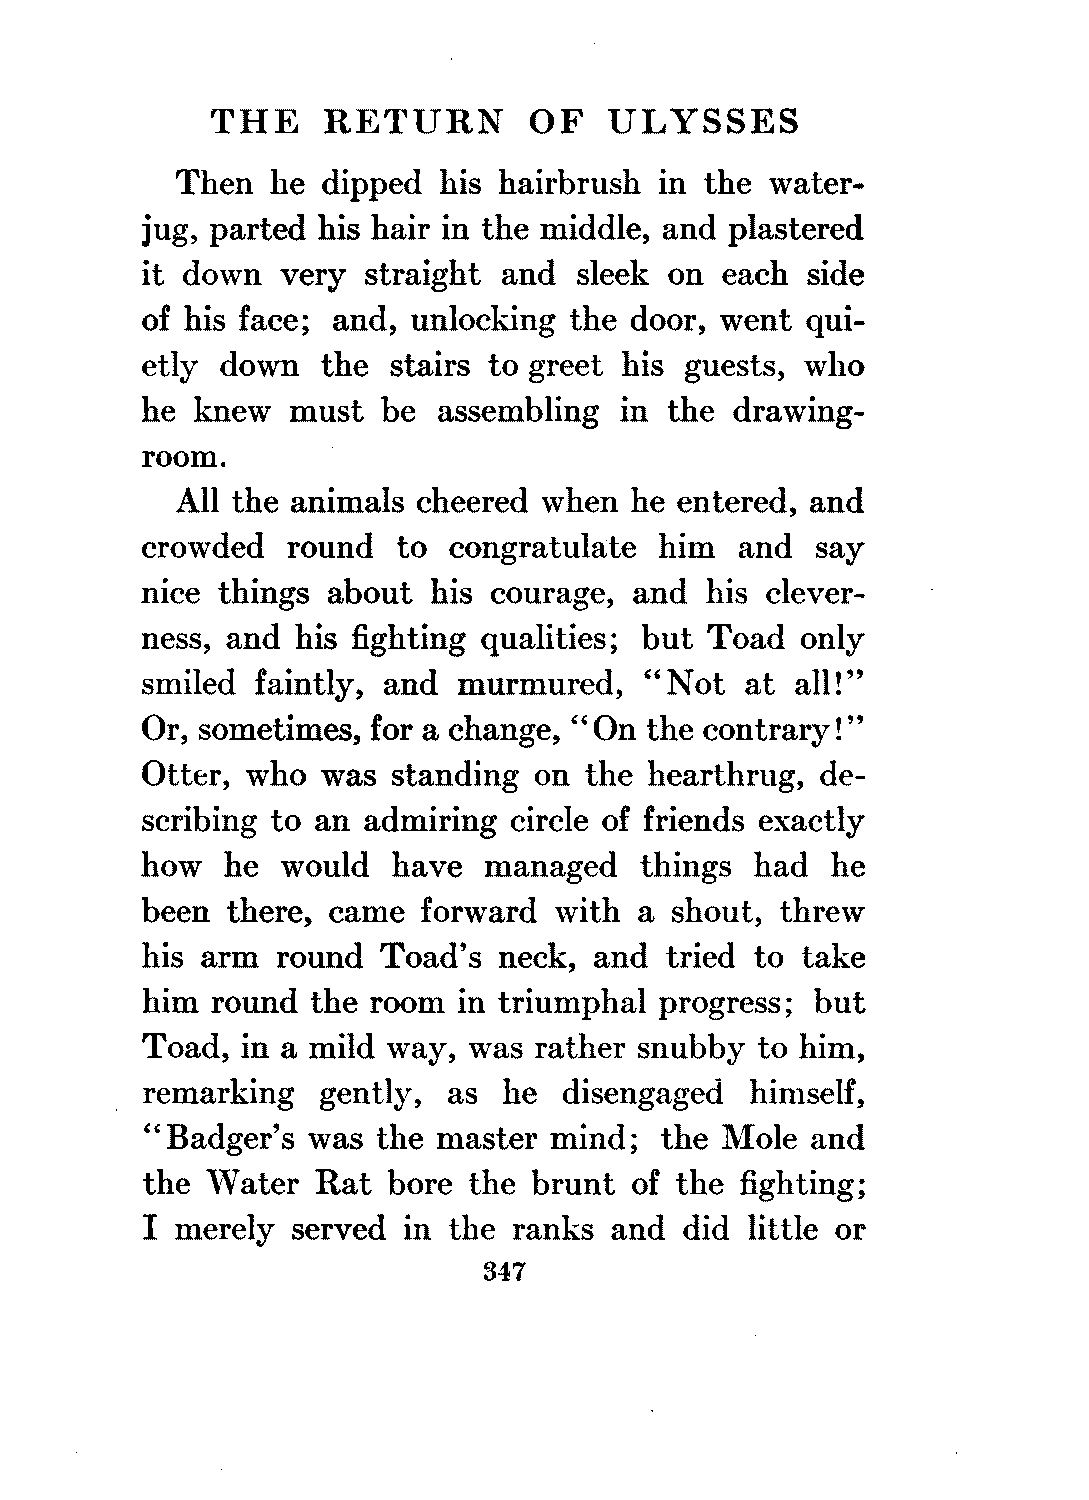 THE RETURN OF ULYSSES
Then he dipped his hairbrush in the water-
jug, parted his hair in the middle, and plastered
it down very straight and sleek on each side
of his face; and, unlocking the door, went qui-
etly down the stairs to greet his guests, who
he knew must be assembling in the drawing-
room.
All the animals cheered when he entered, and
crowded round to congratulate him and say
nice things about his courage, and his clever-
ness, and his fighting qualities; but Toad only
smiled faintly, and murmured, "Not at all!"
Or, sometimes, for a change, "On the contrary!"
Otter, who was standing on the hearthrug, de-
scribing to an admiring circle of friends exactly
how he would have managed things had he
been there, came forward with a shout, threw
his arm round Toad's neck, and tried to take
him round the room in triumphal progress; but
Toad, in a mild way, was rather snubby to him,
remarking gently, as he disengaged himself,
"Badger's was the master mind; the Mole and
the Water Rat bore the brunt of the fighting;
I merely served in the ranks and did little or
347